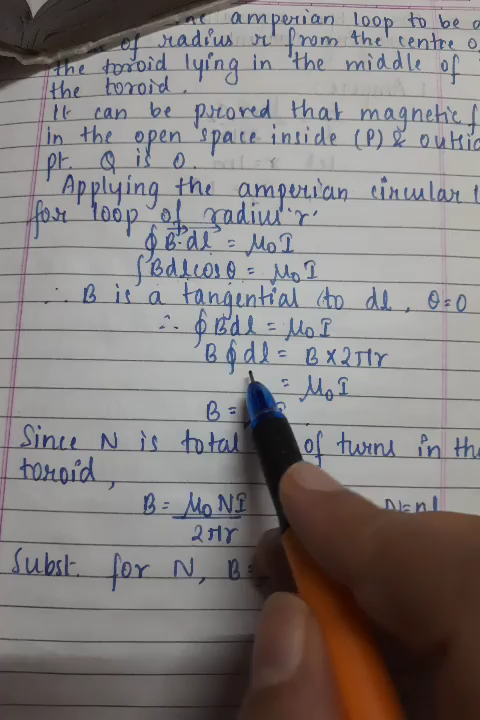 amperian loop to be a
of radius r from the centre o
the toroid lying in the middle of
the toroid.
It can be proved that magnetic f
in the open space inside (P) & outsid
pt. Q is 0.
Applying the amperian circular l
for loop of radius 'r'
∮B⃗·dl⃗ = μ₀I
∫Bdlcosθ = μ₀I
∴ B is a tangential to dl, θ=0
∴ ∮Bdl = μ₀I
B∮dl = B×2πr
= μ₀I
B =
Since N is total of turns in the
toroid,
B = μ₀NI N=nl
2πr
Subst. for N, B=